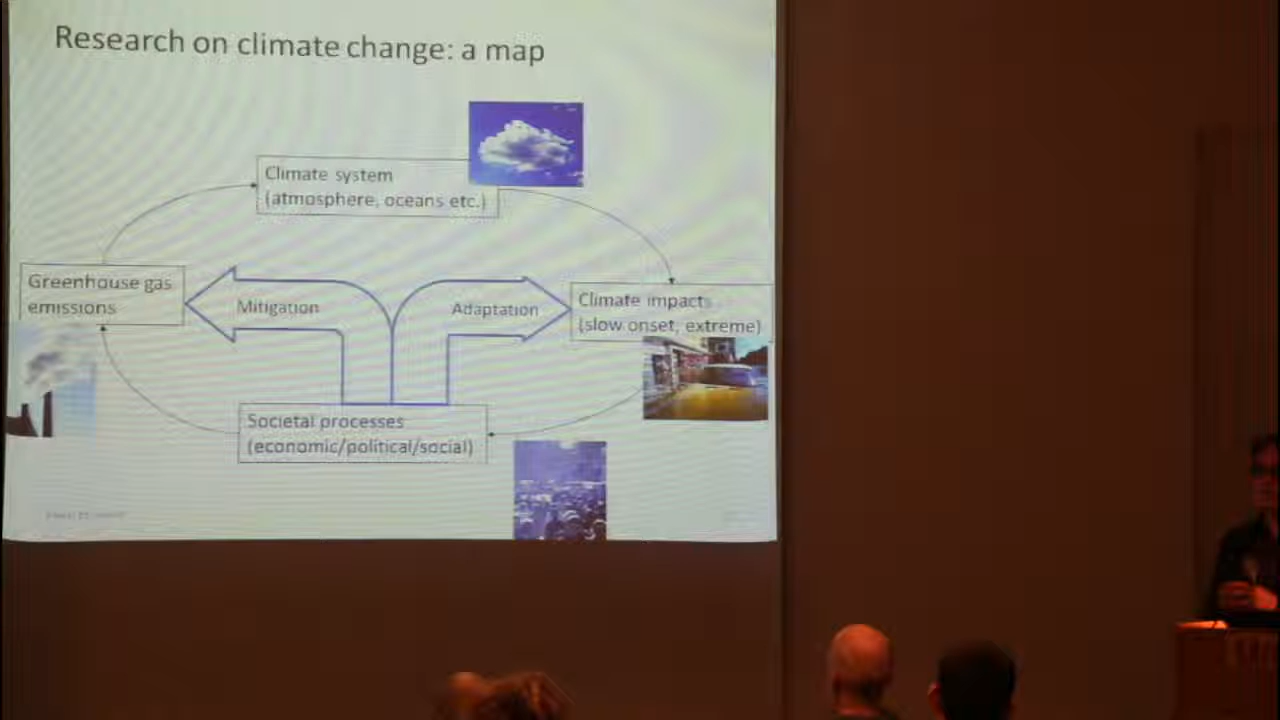 Research on climate change: a map
Climate system
(atmosphere, oceans etc.)
Greenhouse gas
emissions
Mitigation
Adaptation
Climate impacts
(slow onset, extreme)
Societal processes
(economic/political/social)